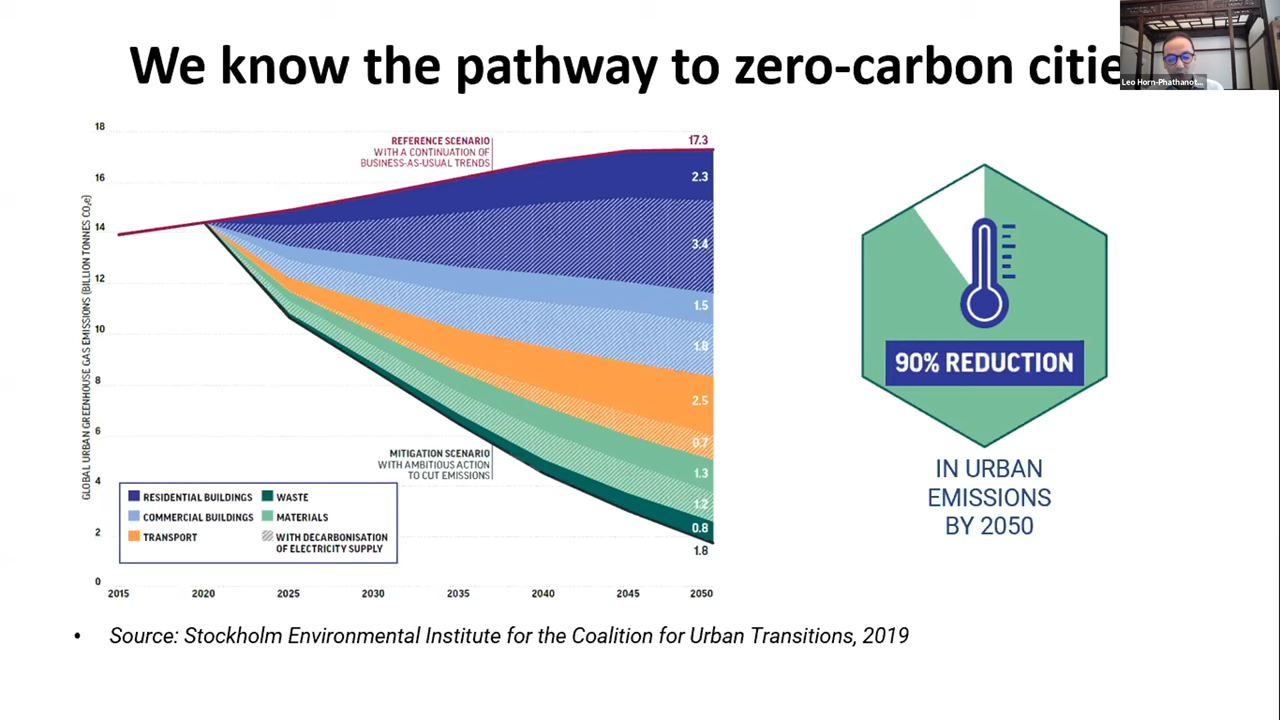 We know the pathway to zero-carbon citie
Leo Horn-Phathanot...
18
16
14
12
10
8
6
4
2
0
GLOBAL URBAN GREENHOUSE GAS EMISSIONS (BILLION TONNES CO₂e)
REFERENCE SCENARIO
WITH A CONTINUATION OF
BUSINESS-AS-USUAL TRENDS
17.3
2.3
3.4
1.5
1.8
2.5
0.7
1.3
1.2
0.8
1.8
MITIGATION SCENARIO
WITH AMBITIOUS ACTION
TO CUT EMISSIONS
RESIDENTIAL BUILDINGS
COMMERCIAL BUILDINGS
TRANSPORT
WASTE
MATERIALS
WITH DECARBONISATION
OF ELECTRICITY SUPPLY
2015 2020 2025 2030 2035 2040 2045 2050
90% REDUCTION
IN URBAN
EMISSIONS
BY 2050
• Source: Stockholm Environmental Institute for the Coalition for Urban Transitions, 2019